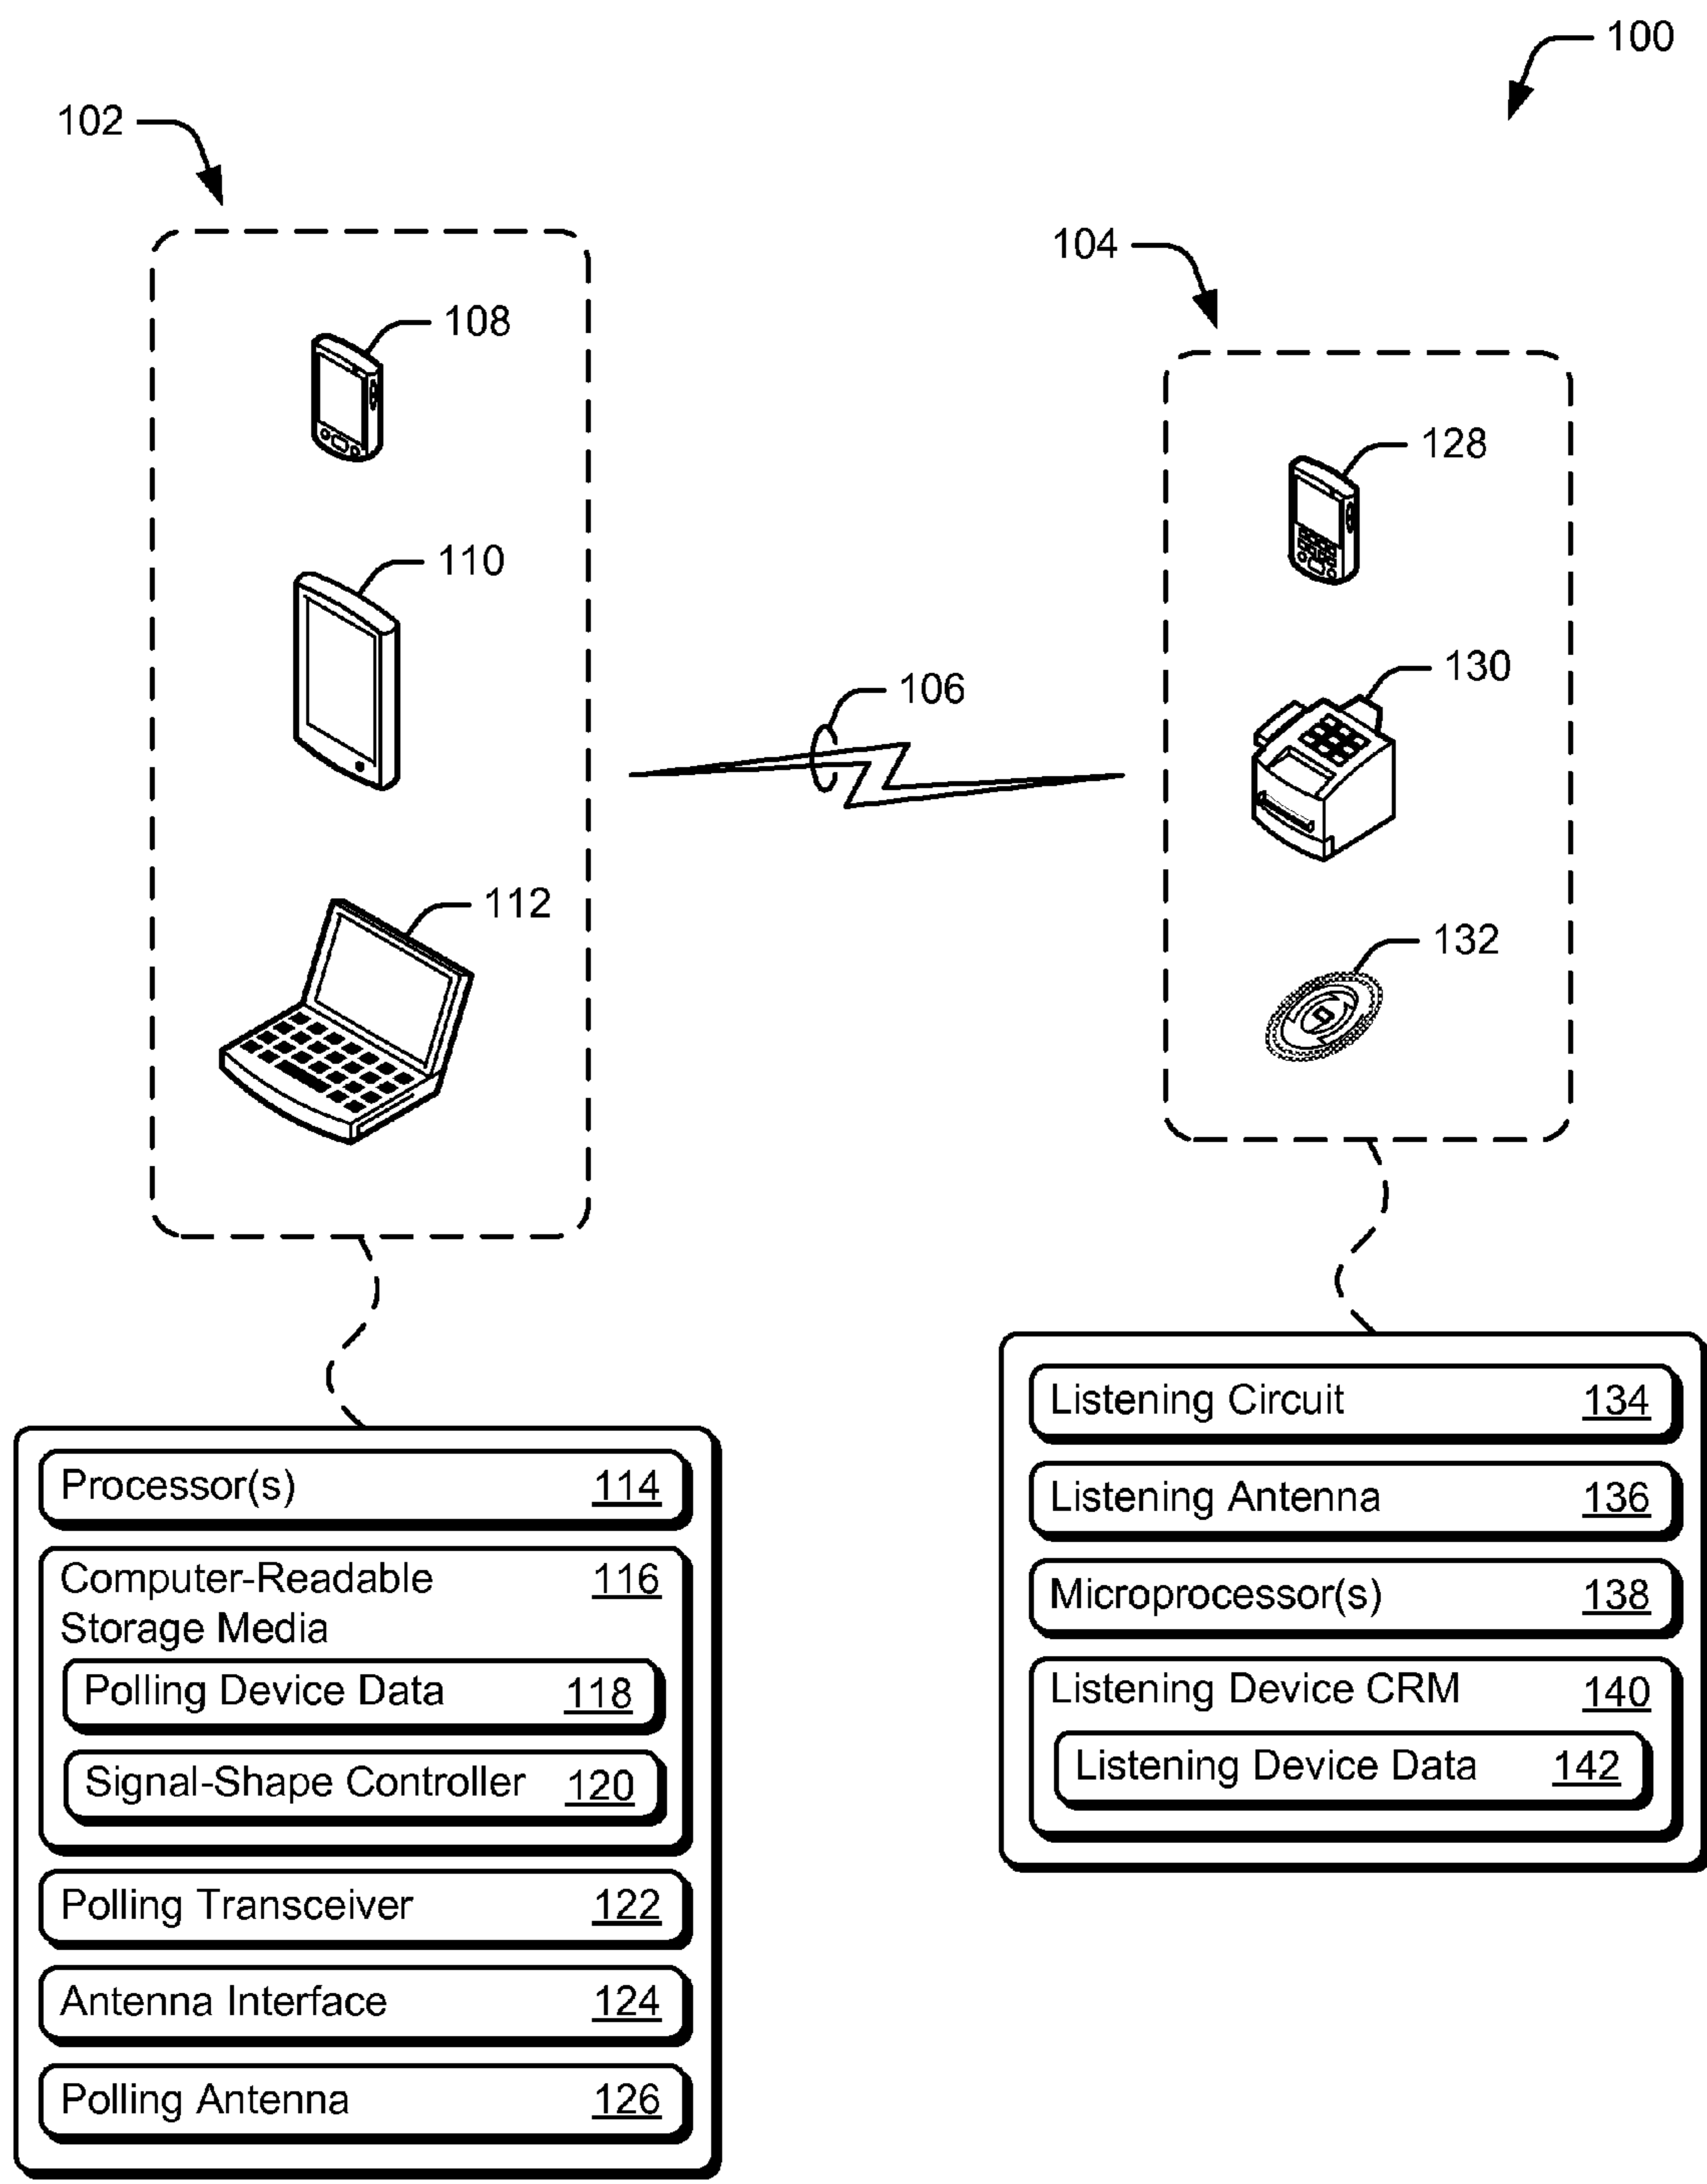 100
102
104
108
128
110
130
106
112
132
Processor(s) 114
Computer-Readable 116
Storage Media
Polling Device Data 118
Signal-Shape Controller 120
Polling Transceiver 122
Antenna Interface 124
Polling Antenna 126
Listening Circuit 134
Listening Antenna 136
Microprocessor(s) 138
Listening Device CRM 140
Listening Device Data 142